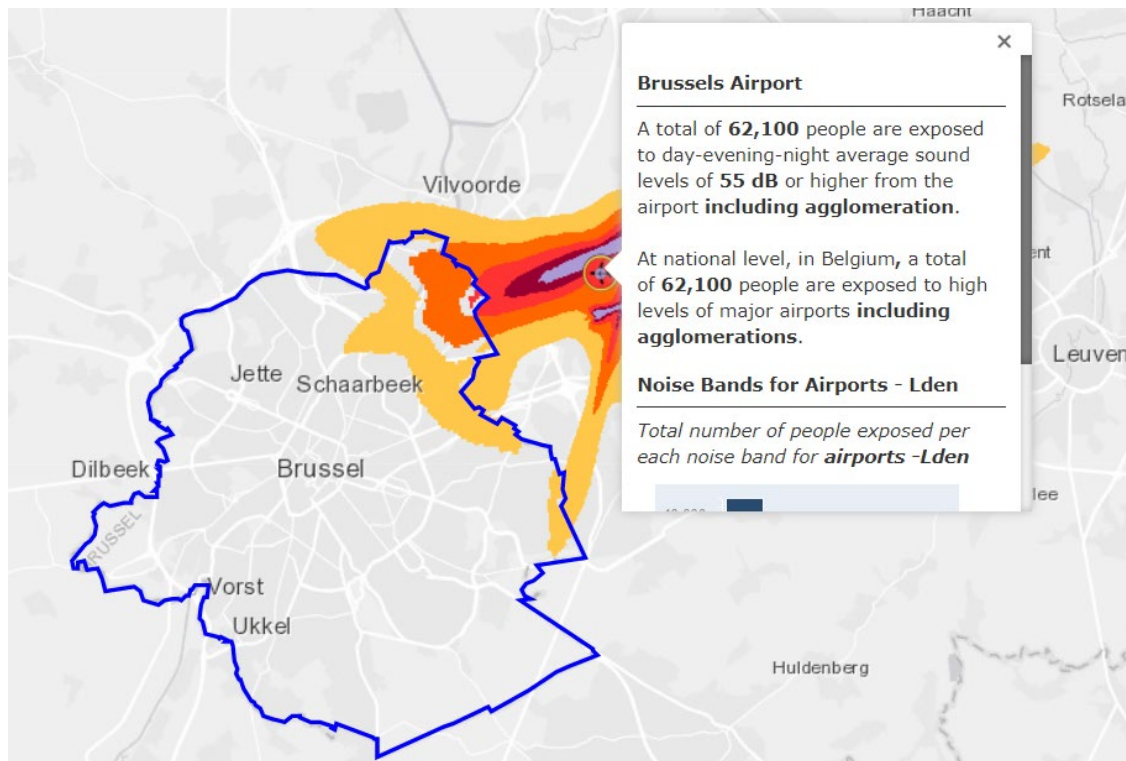 Haacht
×
Brussels Airport
Rotsela
A total of 62,100 people are exposed
to day-evening-night average sound
levels of 55 dB or higher from the
airport including agglomeration.
Vilvoorde
At national level, in Belgium, a total
of 62,100 people are exposed to high
levels of major airports including
agglomerations.
ent
Leuven
Jette
Schaarbeek
Noise Bands for Airports - Lden
Total number of people exposed per
each noise band for airports -Lden
Dilbeek
Brussel
lee
RUSSEL
Vorst
Ukkel
Huldenberg